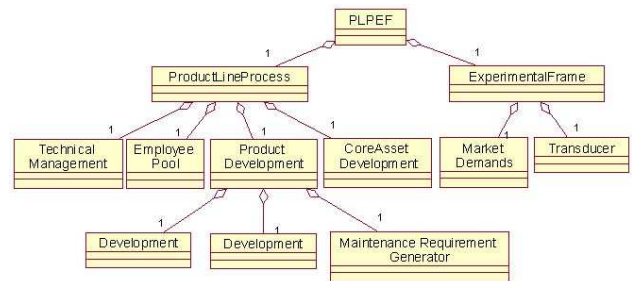 PLPEF
1
1
ProductLineProcess
ExperimentalFrame
1
1
1
1
1
1
Technical
Management
Employee
Pool
Product
Development
CoreAsset
Development
Market
Demands
Transducer
1
1
1
Development
Development
Maintenance Requirement
Generator